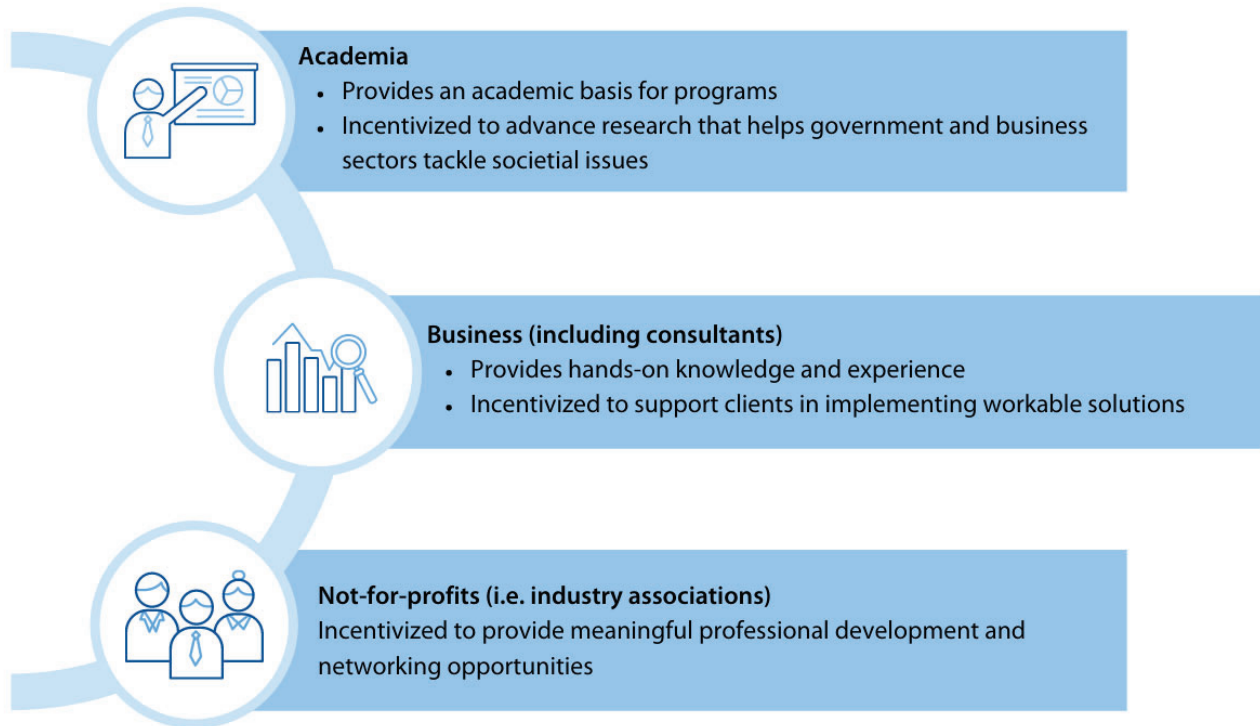 Academia
• Provides an academic basis for programs
• Incentivized to advance research that helps government and business
sectors tackle societial issues
Business (including consultants)
• Provides hands-on knowledge and experience
• Incentivized to support clients in implementing workable solutions
Not-for-profits (i.e. industry associations)
Incentivized to provide meaningful professional development and
networking opportunities